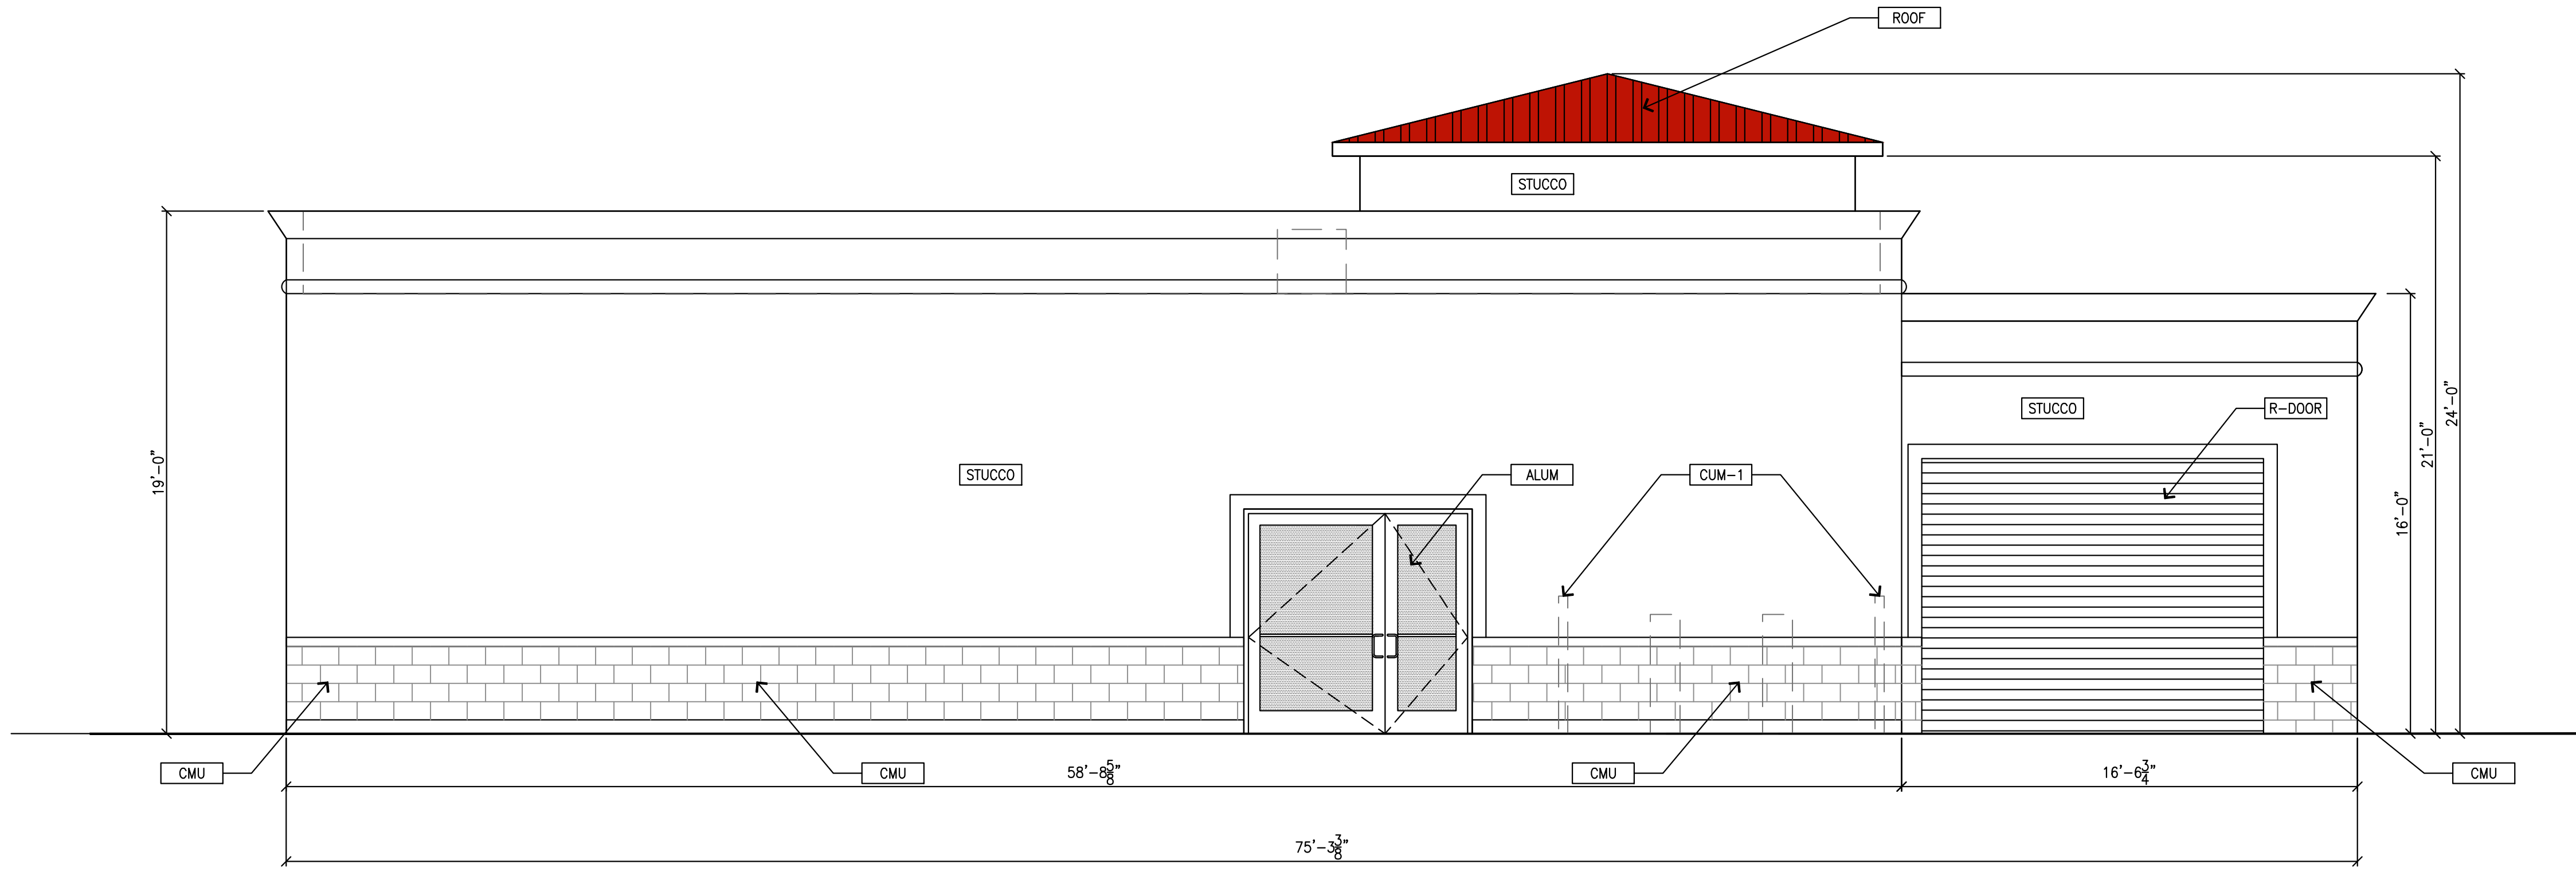 ROOF
STUCCO
STUCCO
R-DOOR
24'-0"
21'-0"
19'-0"
STUCCO
ALUM
CUM-1
16'-0"
CMU
CMU
58'-8 5/8"
CMU
16'-6 3/4"
CMU
75'-3 3/8"